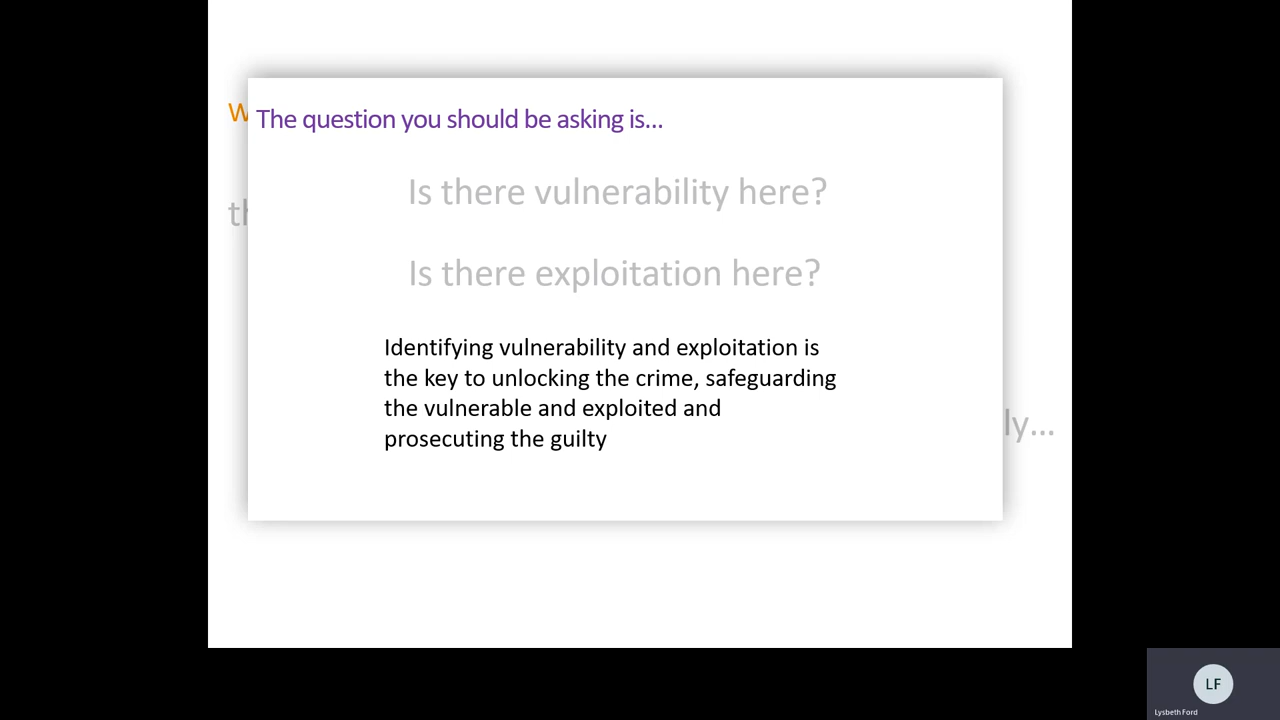 The question you should be asking is...
Is there vulnerability here?
Is there exploitation here?
Identifying vulnerability and exploitation is
the key to unlocking the crime, safeguarding
the vulnerable and exploited and
prosecuting the guilty
ly...
LF
Lysbeth Ford